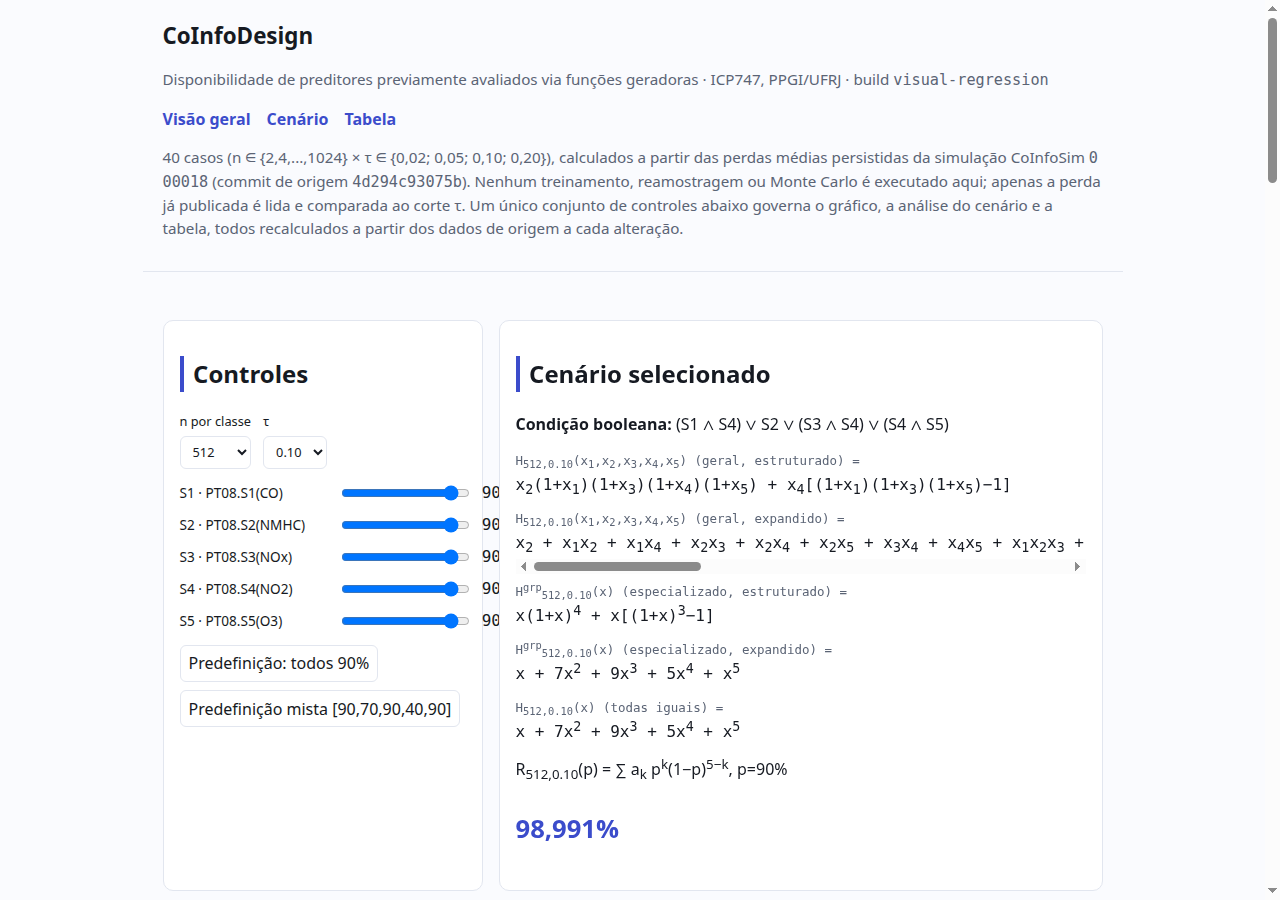 CoInfoDesign
Disponibilidade de preditores previamente avaliados via funções geradoras · ICP747, PPGI/UFRJ · build visual-regression
Visão geral Cenário Tabela
40 casos (n ∈ {2,4,...,1024} × τ ∈ {0,02; 0,05; 0,10; 0,20}), calculados a partir das perdas médias persistidas da simulação CoInfoSim 0
00018 (commit de origem 4d294c93075b). Nenhum treinamento, reamostragem ou Monte Carlo é executado aqui; apenas a perda
já publicada é lida e comparada ao corte τ. Um único conjunto de controles abaixo governa o gráfico, a análise do cenário e a
tabela, todos recalculados a partir dos dados de origem a cada alteração.
Controles
n por classe τ
512 0.10
S1 · PT08.S1(CO) 90
S2 · PT08.S2(NMHC) 90
S3 · PT08.S3(NOx) 90
S4 · PT08.S4(NO2) 90
S5 · PT08.S5(O3) 90
Predefinição: todos 90%
Predefinição mista [90,70,90,40,90]
Cenário selecionado
Condição booleana: (S1 ∧ S4) ∨ S2 ∨ (S3 ∧ S4) ∨ (S4 ∧ S5)
H₅₁₂,₀.₁₀(x₁,x₂,x₃,x₄,x₅) (geral, estruturado) =
x₂(1+x₁)(1+x₃)(1+x₄)(1+x₅) + x₄[(1+x₁)(1+x₃)(1+x₅)−1]
H₅₁₂,₀.₁₀(x₁,x₂,x₃,x₄,x₅) (geral, expandido) =
x₂ + x₁x₂ + x₁x₄ + x₂x₃ + x₂x₄ + x₂x₅ + x₃x₄ + x₄x₅ + x₁x₂x₃ +
Hᵍʳᵖ₅₁₂,₀.₁₀(x) (especializado, estruturado) =
x(1+x)⁴ + x[(1+x)³−1]
Hᵍʳᵖ₅₁₂,₀.₁₀(x) (especializado, expandido) =
x + 7x² + 9x³ + 5x⁴ + x⁵
H₅₁₂,₀.₁₀(x) (todas iguais) =
x + 7x² + 9x³ + 5x⁴ + x⁵
R₅₁₂,₀.₁₀(p) = ∑ aₖ pᵏ(1−p)⁵⁻ᵏ, p=90%
98,991%